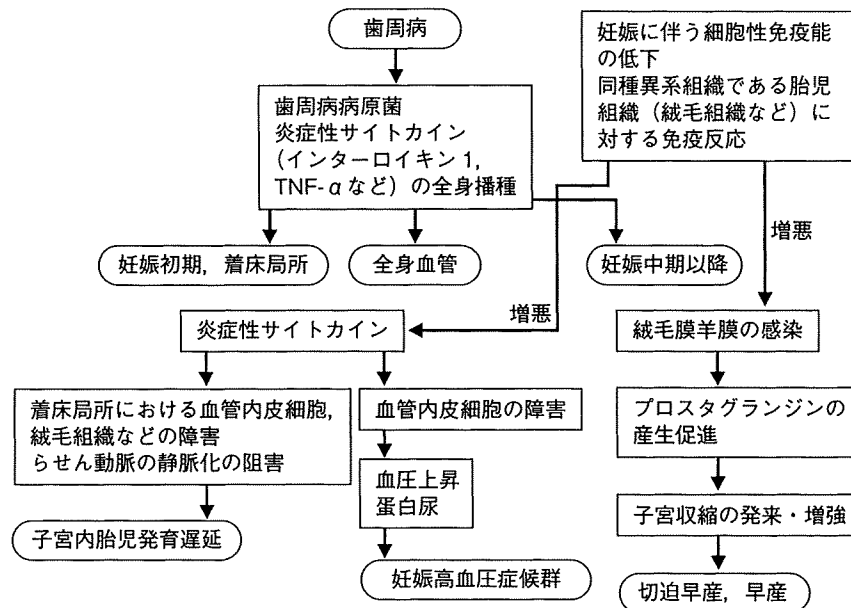 歯周病
妊娠に伴う細胞性免疫能
の低下
同種異系組織である胎児
組織（絨毛組織など）に
対する免疫反応
歯周病病原菌
炎症性サイトカイン
（インターロイキン 1,
TNF-αなど）の全身播種
増悪
妊娠初期，着床局所
全身血管
妊娠中期以降
増悪
炎症性サイトカイン
絨毛膜羊膜の感染
着床局所における血管内皮細胞，
絨毛組織などの障害
らせん動脈の静脈化の阻害
血管内皮細胞の障害
プロスタグランジンの
産生促進
血圧上昇
蛋白尿
子宮収縮の発来・増強
子宮内胎児発育遅延
妊娠高血圧症候群
切迫早産，早産